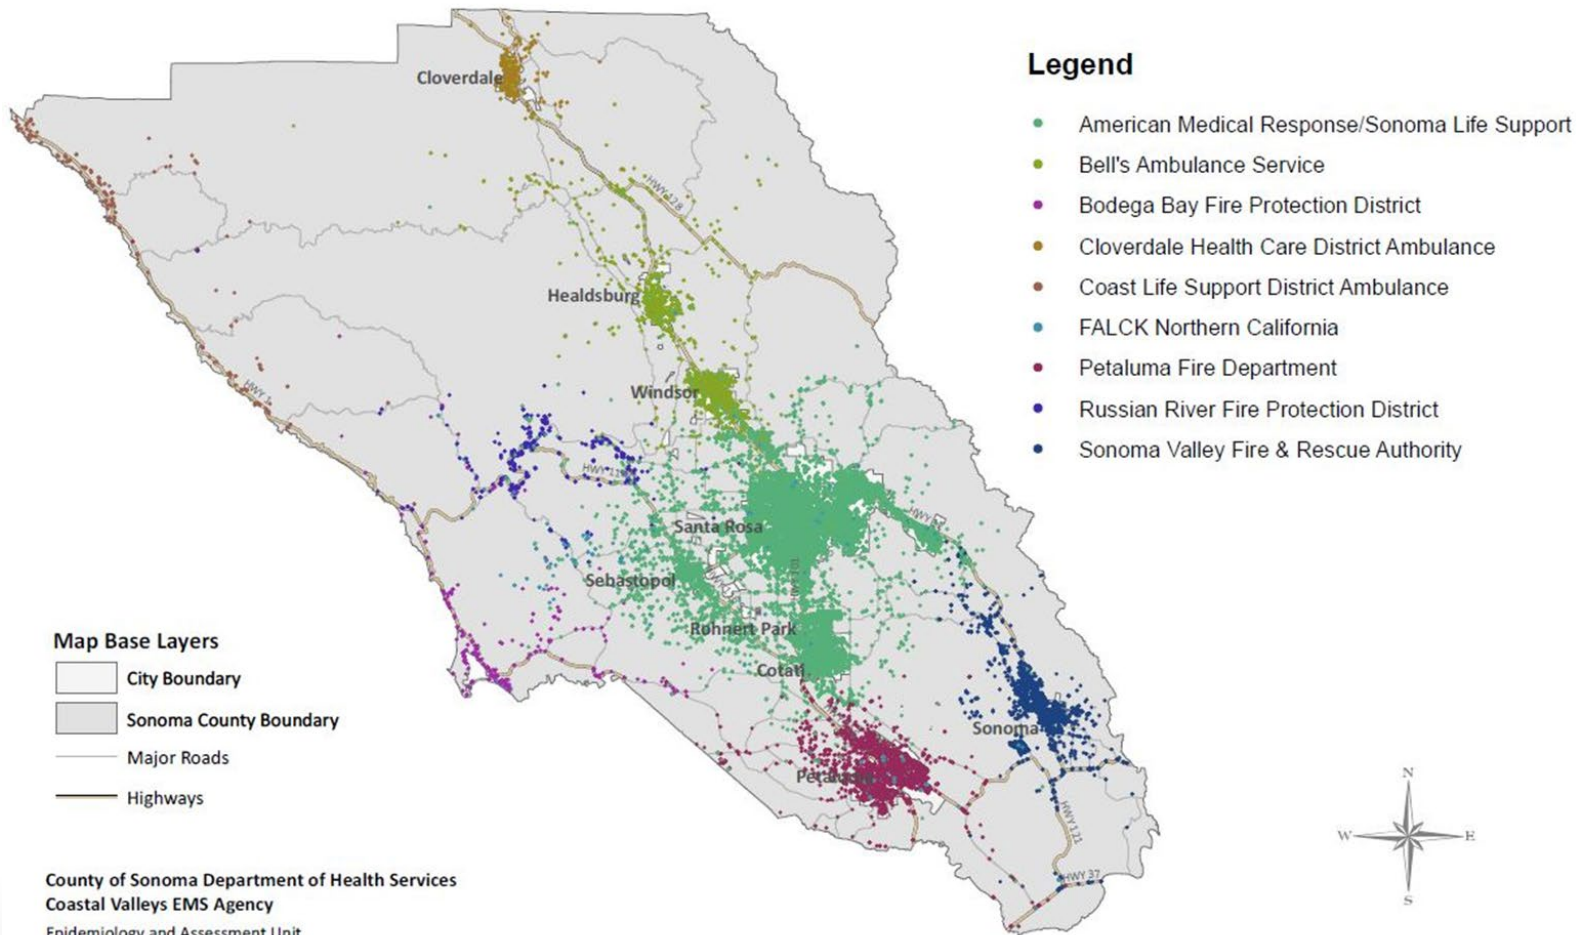 Cloverdale
HWY 128
Healdsburg
Windsor
HWY 1
HWY 116
HWY
Santa Rosa
HWY 101
Sebastopol
Rohnert Park
Cotati
Sonoma
Petaluma
HWY 121
HWY 37
Legend
American Medical Response/Sonoma Life Support
Bell's Ambulance Service
Bodega Bay Fire Protection District
Cloverdale Health Care District Ambulance
Coast Life Support District Ambulance
FALCK Northern California
Petaluma Fire Department
Russian River Fire Protection District
Sonoma Valley Fire & Rescue Authority
Map Base Layers
City Boundary
Sonoma County Boundary
Major Roads
Highways
N
W
E
S
County of Sonoma Department of Health Services
Coastal Valleys EMS Agency
Epidemiology and Assessment Unit